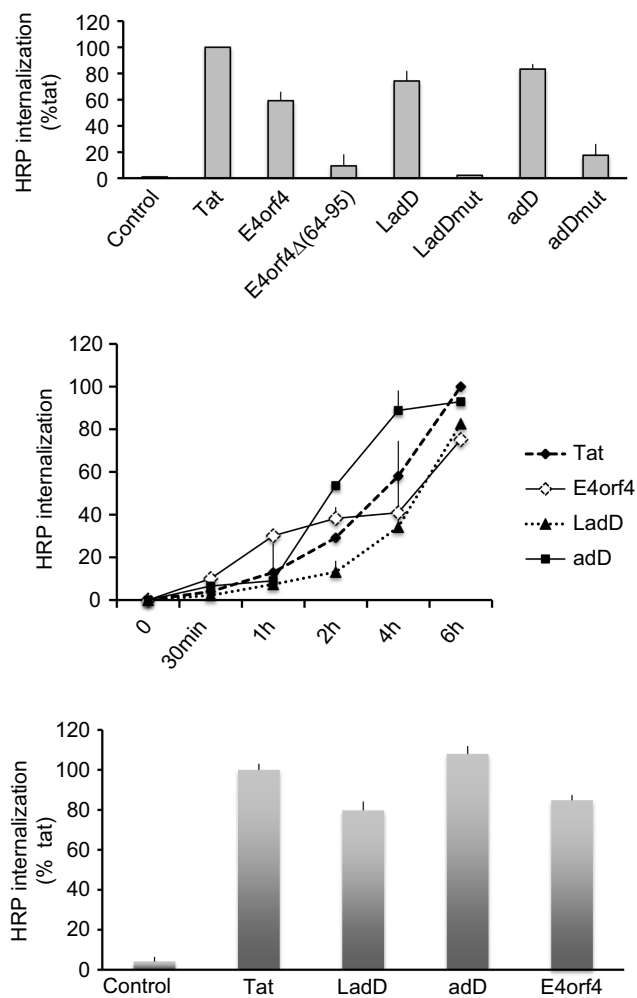 HRP internalization
(%tat)
120
100
80
60
40
20
0
Control
Tat
E4orf4
E4orf4Δ(64-95)
LadD
LadDmut
adD
adDmut
HRP internalization
120
100
80
60
40
20
0
0
30min
1h
2h
4h
6h
Tat
E4orf4
LadD
adD
HRP internalization
(% tat)
120
100
80
60
40
20
0
Control
Tat
LadD
adD
E4orf4